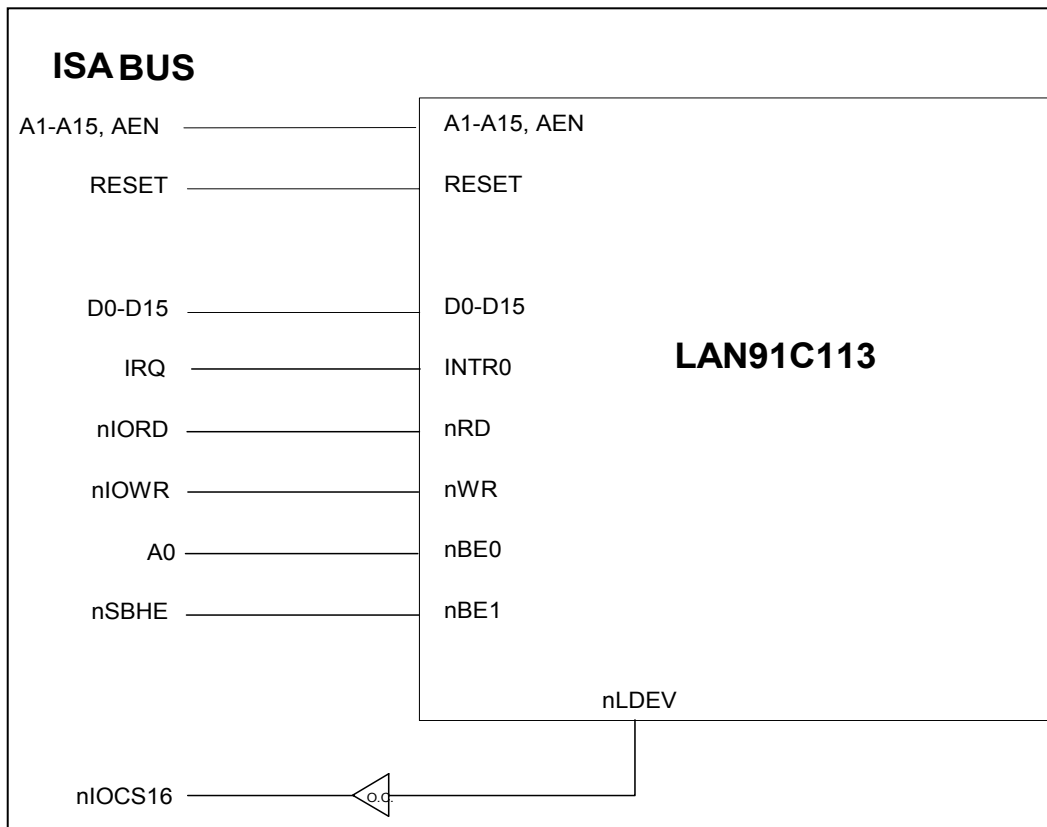 ISA BUS
A1-A15, AEN A1-A15, AEN
RESET RESET
D0-D15 D0-D15
IRQ INTR0
LAN91C113
nIORD nRD
nIOWR nWR
A0 nBE0
nSBHE nBE1
nLDEV
nIOCS16 O.C.